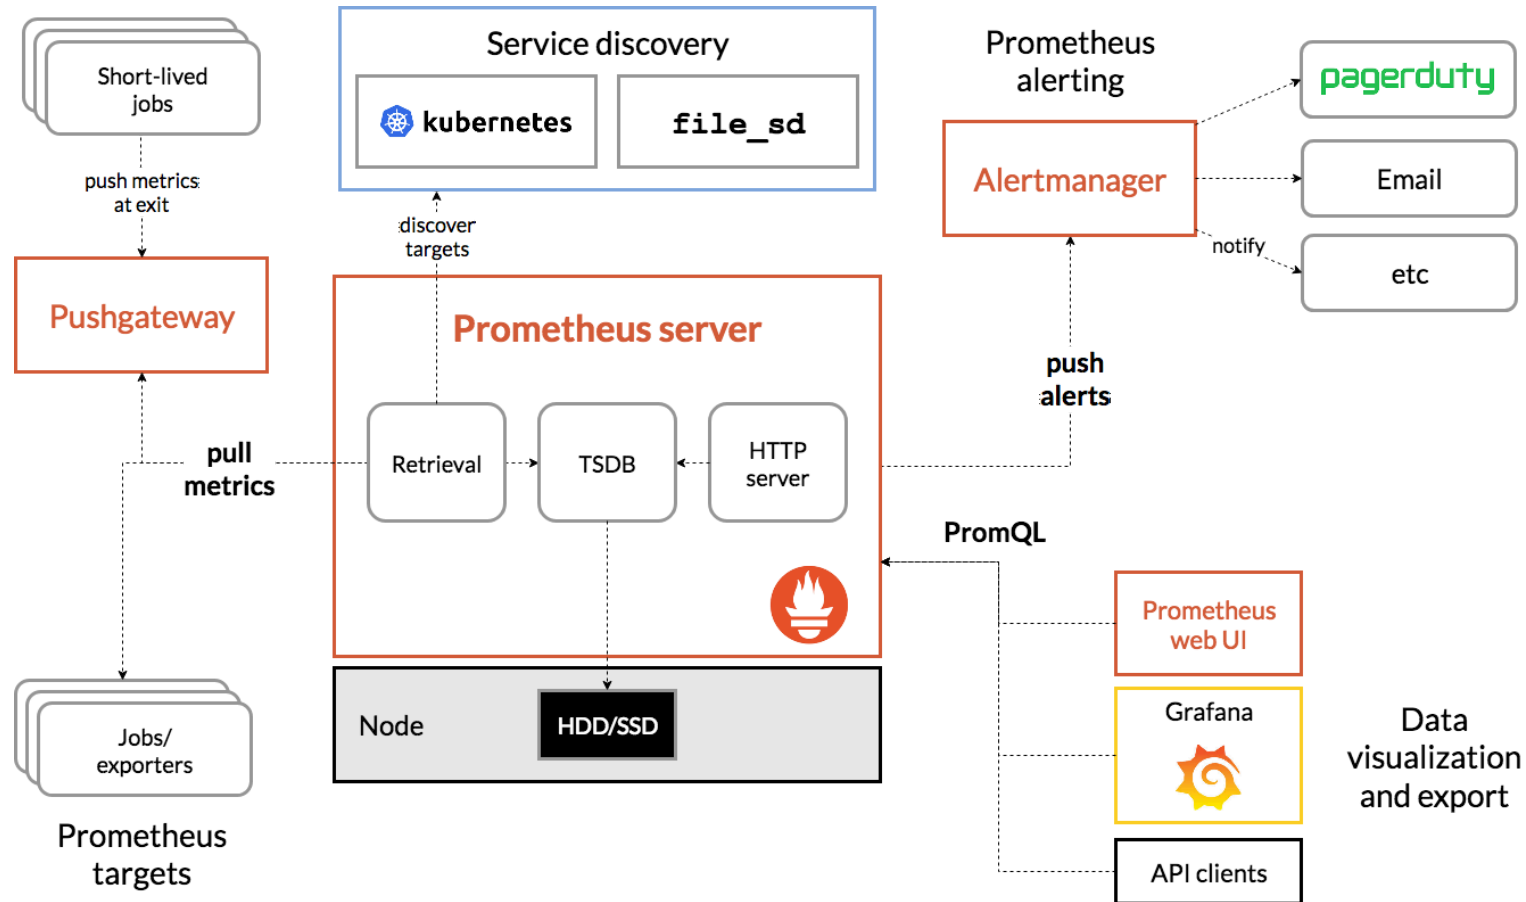 Short-lived
jobs
push metrics
at exit
Pushgateway
pull
metrics
Jobs/
exporters
Prometheus
targets
Service discovery
kubernetes
file_sd
discover
targets
Prometheus server
Retrieval
TSDB
HTTP
server
Node
HDD/SSD
Prometheus
alerting
Alertmanager
pagerduty
Email
notify
etc
push
alerts
PromQL
Prometheus
web UI
Grafana
API clients
Data
visualization
and export